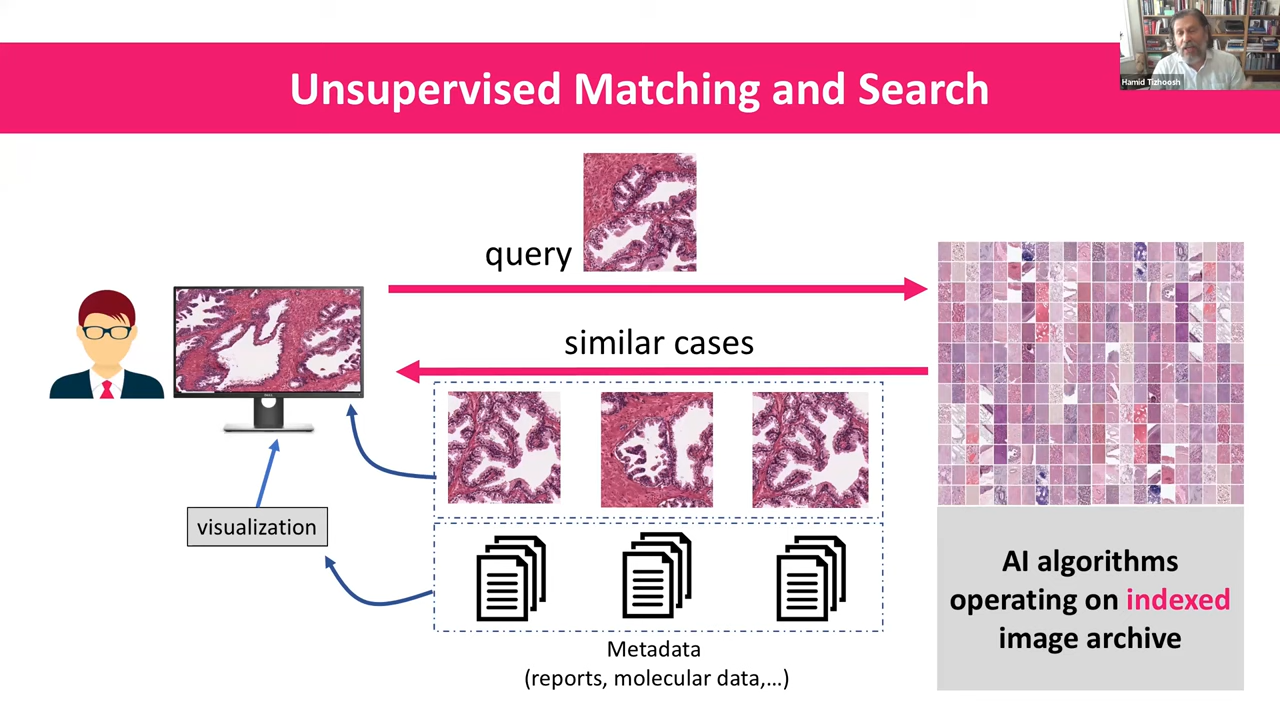 Hamid Tizhoosh
Unsupervised Matching and Search
query
similar cases
visualization
AI algorithms
operating on indexed
image archive
Metadata
(reports, molecular data,...)